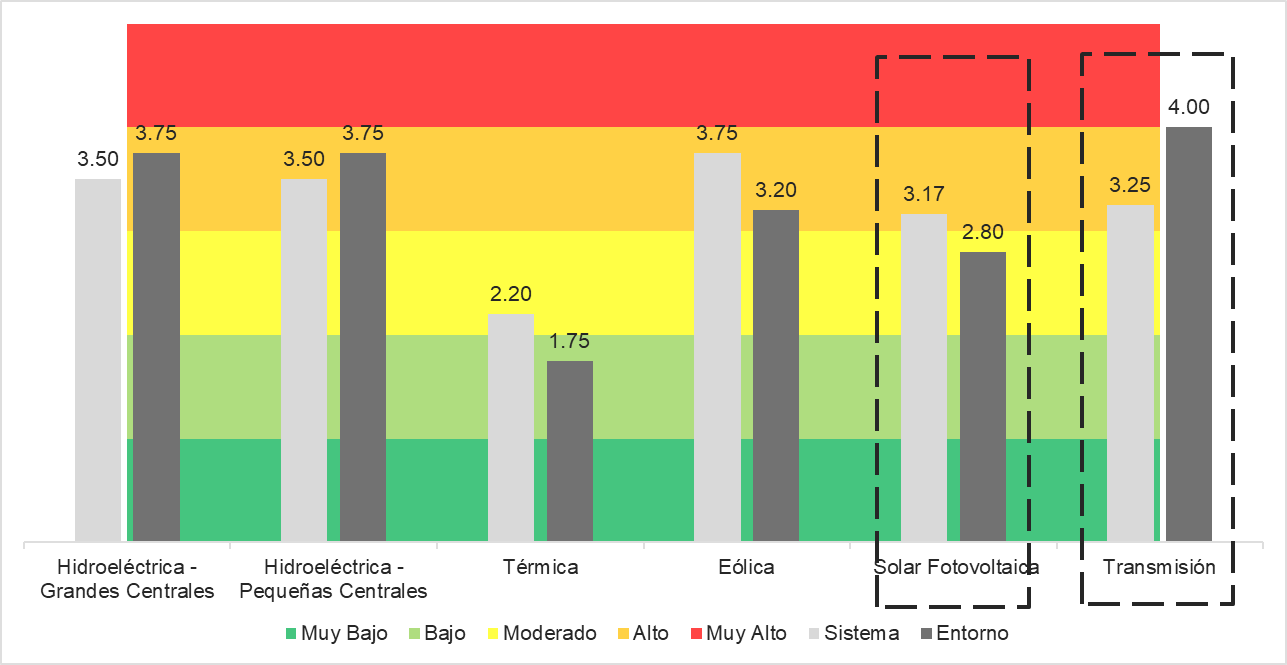 3.50
3.75
3.50
3.75
2.20
1.75
3.75
3.20
3.17
2.80
3.25
4.00
Hidroeléctrica -
Grandes Centrales
Hidroeléctrica -
Pequeñas Centrales
Térmica
Eólica
Solar Fotovoltaica
Transmisión
Muy Bajo
Bajo
Moderado
Alto
Muy Alto
Sistema
Entorno